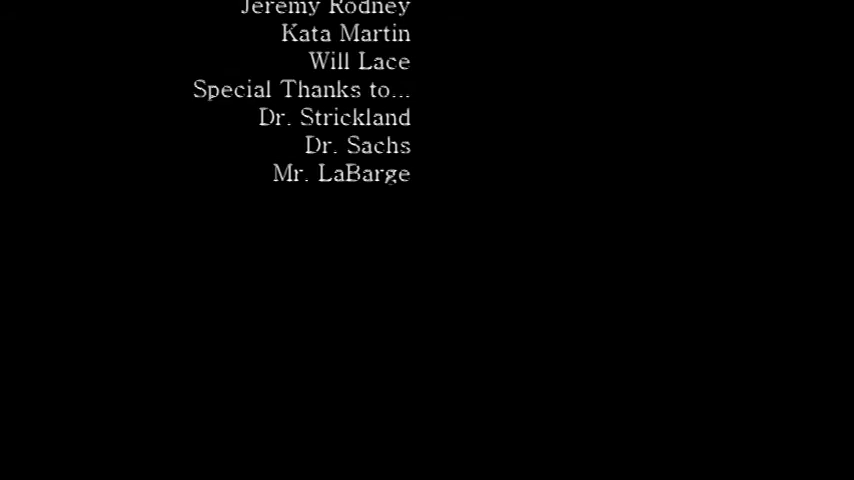 Jeremy Rodney
Kata Martin
Will Lace
Special Thanks to...
Dr. Strickland
Dr. Sachs
Mr. LaBarge